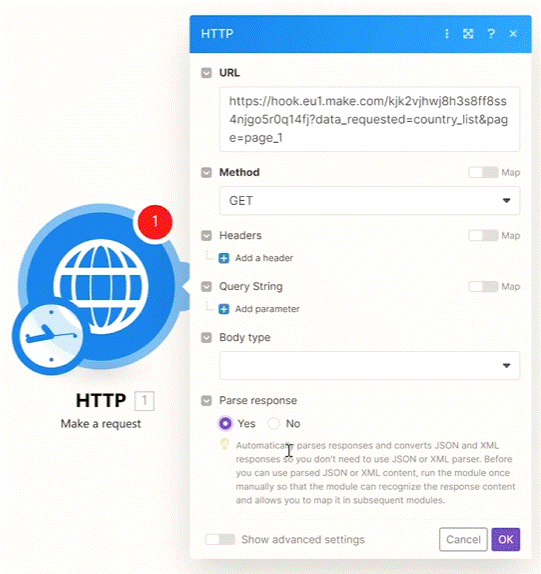 HTTP
URL
https://hook.eu1.make.com/kjk2vjhwj8h3s8ff8ss
4njgo5r0q14fj?data_requested=country_list&pag
e=page_1
Method
Map
GET
Headers
Map
Add a header
Query String
Map
Add parameter
Body type
Parse response
Yes
No
Automatically parses responses and converts JSON and XML
responses so you don't need to use JSON or XML parser. Before
you can use parsed JSON or XML content, run the module once
manually so that the module can recognize the response content
and allows you to map it in subsequent modules.
Show advanced settings
Cancel
OK
1
HTTP 1
Make a request